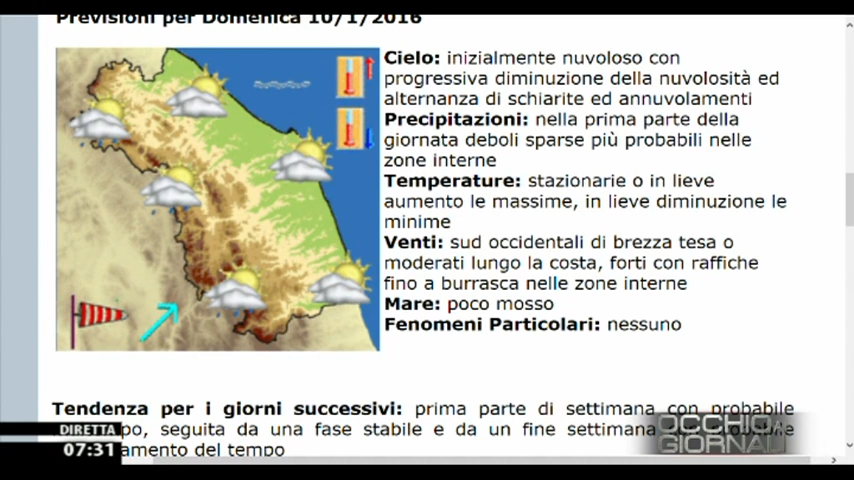 Previsioni per Domenica 10/1/2016
Cielo: inizialmente nuvoloso con
progressiva diminuzione della nuvolosità ed
alternanza di schiarite ed annuvolamenti
Precipitazioni: nella prima parte della
giornata deboli sparse più probabili nelle
zone interne
Temperature: stazionarie o in lieve
aumento le massime, in lieve diminuzione le
minime
Venti: sud occidentali di brezza tesa o
moderati lungo la costa, forti con raffiche
fino a burrasca nelle zone interne
Mare: poco mosso
Fenomeni Particolari: nessuno
Tendenza per i giorni successivi: prima parte di settimana con probabile
po, seguita da una fase stabile e da un fine settimana
amento del tempo
DIRETTA
07:31
OCCHIO AI
GIORNALI